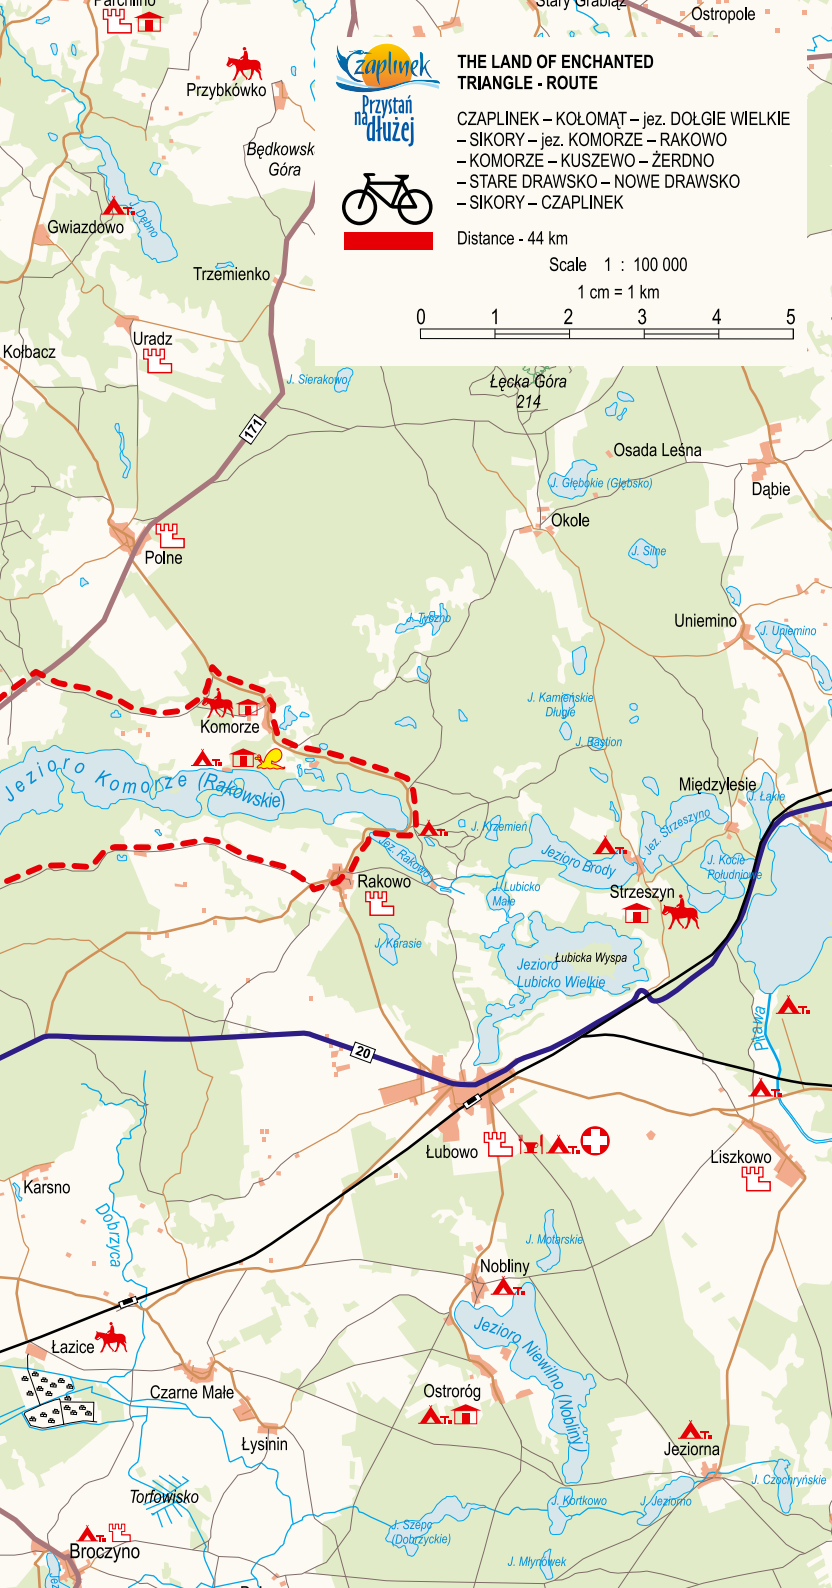 Parchlino
Stary Grabiąż
Ostropole
Przybkówko
Czaplinek
Przystań
na
dłużej
THE LAND OF ENCHANTED
TRIANGLE - ROUTE
CZAPLINEK – KOŁOMĄT – jez. DOŁGIE WIELKIE
– SIKORY – jez. KOMORZE – RAKOWO
– KOMORZE – KUSZEWO – ŻERDNO
– STARE DRAWSKO – NOWE DRAWSKO
– SIKORY – CZAPLINEK
Distance - 44 km
Scale 1 : 100 000
1 cm = 1 km
0 1 2 3 4 5
Będkowsk
Góra
J. Dębno
Gwiazdowo
Trzemienko
Uradz
Kołbacz
J. Sierakowo
Łęcka Góra
214
171
Osada Leśna
J. Głębokie (Głębsko)
Dąbie
Okole
Polne
J. Silne
Uniemino
J. Uniemino
J. Tyczno
J. Kamieńskie
Długie
Komorze
J. Bastion
Jezioro Komorze (Rakowskie)
Międzylesie
J. Łąkie
J. Krzemień
Jez. Strzeszyno
Jez. Rakowo
Jezioro Brody
J. Kocie
Południowe
Rakowo
J. Lubicko
Małe
Strzeszyn
J. Karasie
Łubicka Wyspa
Jezioro
Lubicko Wielkie
Piława
20
Łubowo
Liszkowo
Karsno
Dobrzyca
J. Motarskie
Nobliny
Jezioro Niewlino (Nobliny)
Łazice
Czarne Małe
Ostroróg
Łysinin
Jeziorna
J. Czochryńskie
Torfowisko
J. Kortkowo
J. Jeziorno
J. Szepc
(Dobrzyckie)
Broczyno
J. Młynówek
Jez